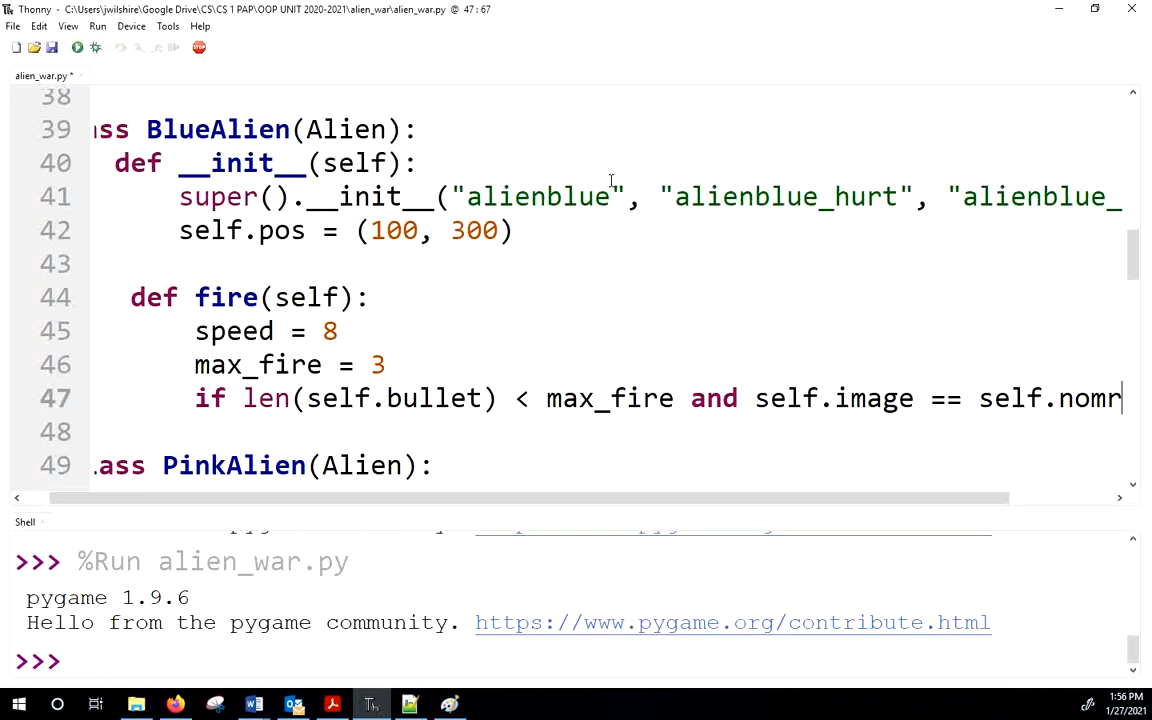 Thonny - C:\Users\jwilshire\Google Drive\CS\CS 1 PAP\OOP UNIT 2020-2021\alien_war\alien_war.py @ 47 : 67
File Edit View Run Device Tools Help
STOP
alien_war.py *
38
39 ass BlueAlien(Alien):
40 def __init__(self):
41 super().__init__("alienblue", "alienblue_hurt", "alienblue_
42 self.pos = (100, 300)
43
44 def fire(self):
45 speed = 8
46 max_fire = 3
47 if len(self.bullet) < max_fire and self.image == self.nomr
48
49 lass PinkAlien(Alien):
Shell
>>> %Run alien_war.py
pygame 1.9.6
Hello from the pygame community. https://www.pygame.org/contribute.html
>>>
1:56 PM
1/27/2021